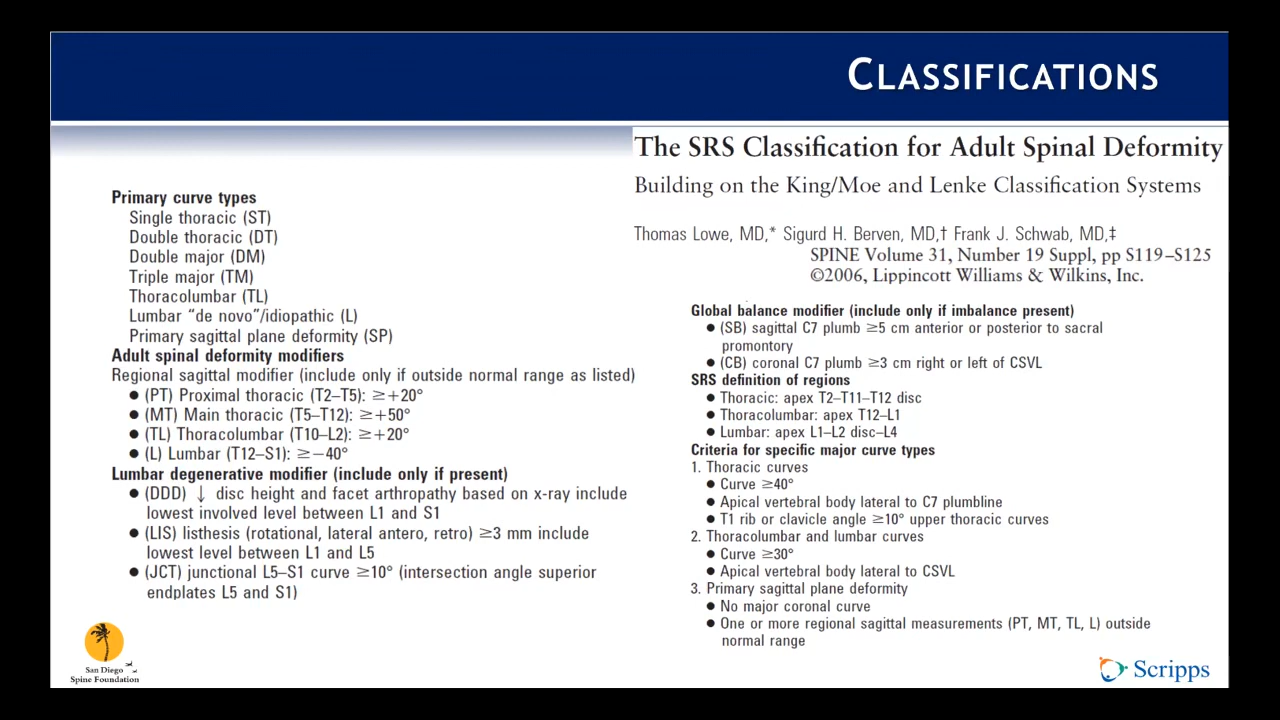 CLASSIFICATIONS
The SRS Classification for Adult Spinal Deformity
Building on the King/Moe and Lenke Classification Systems
Thomas Lowe, MD,* Sigurd H. Berven, MD,† Frank J. Schwab, MD,‡
SPINE Volume 31, Number 19 Suppl, pp S119–S125
©2006, Lippincott Williams & Wilkins, Inc.
Primary curve types
Single thoracic (ST)
Double thoracic (DT)
Double major (DM)
Triple major (TM)
Thoracolumbar (TL)
Lumbar “de novo”/idiopathic (L)
Primary sagittal plane deformity (SP)
Adult spinal deformity modifiers
Regional sagittal modifier (include only if outside normal range as listed)
● (PT) Proximal thoracic (T2–T5): ≥+20°
● (MT) Main thoracic (T5–T12): ≥+50°
● (TL) Thoracolumbar (T10–L2): ≥+20°
● (L) Lumbar (T12–S1): ≥−40°
Lumbar degenerative modifier (include only if present)
● (DDD) ↓ disc height and facet arthropathy based on x-ray include
lowest involved level between L1 and S1
● (LIS) listhesis (rotational, lateral antero, retro) ≥3 mm include
lowest level between L1 and L5
● (JCT) junctional L5–S1 curve ≥10° (intersection angle superior
endplates L5 and S1)
Global balance modifier (include only if imbalance present)
● (SB) sagittal C7 plumb ≥5 cm anterior or posterior to sacral
promontory
● (CB) coronal C7 plumb ≥3 cm right or left of CSVL
SRS definition of regions
● Thoracic: apex T2–T11–T12 disc
● Thoracolumbar: apex T12–L1
● Lumbar: apex L1–L2 disc–L4
Criteria for specific major curve types
1. Thoracic curves
● Curve ≥40°
● Apical vertebral body lateral to C7 plumbline
● T1 rib or clavicle angle ≥10° upper thoracic curves
2. Thoracolumbar and lumbar curves
● Curve ≥30°
● Apical vertebral body lateral to CSVL
3. Primary sagittal plane deformity
● No major coronal curve
● One or more regional sagittal measurements (PT, MT, TL, L) outside
normal range
San Diego
Spine Foundation
Scripps